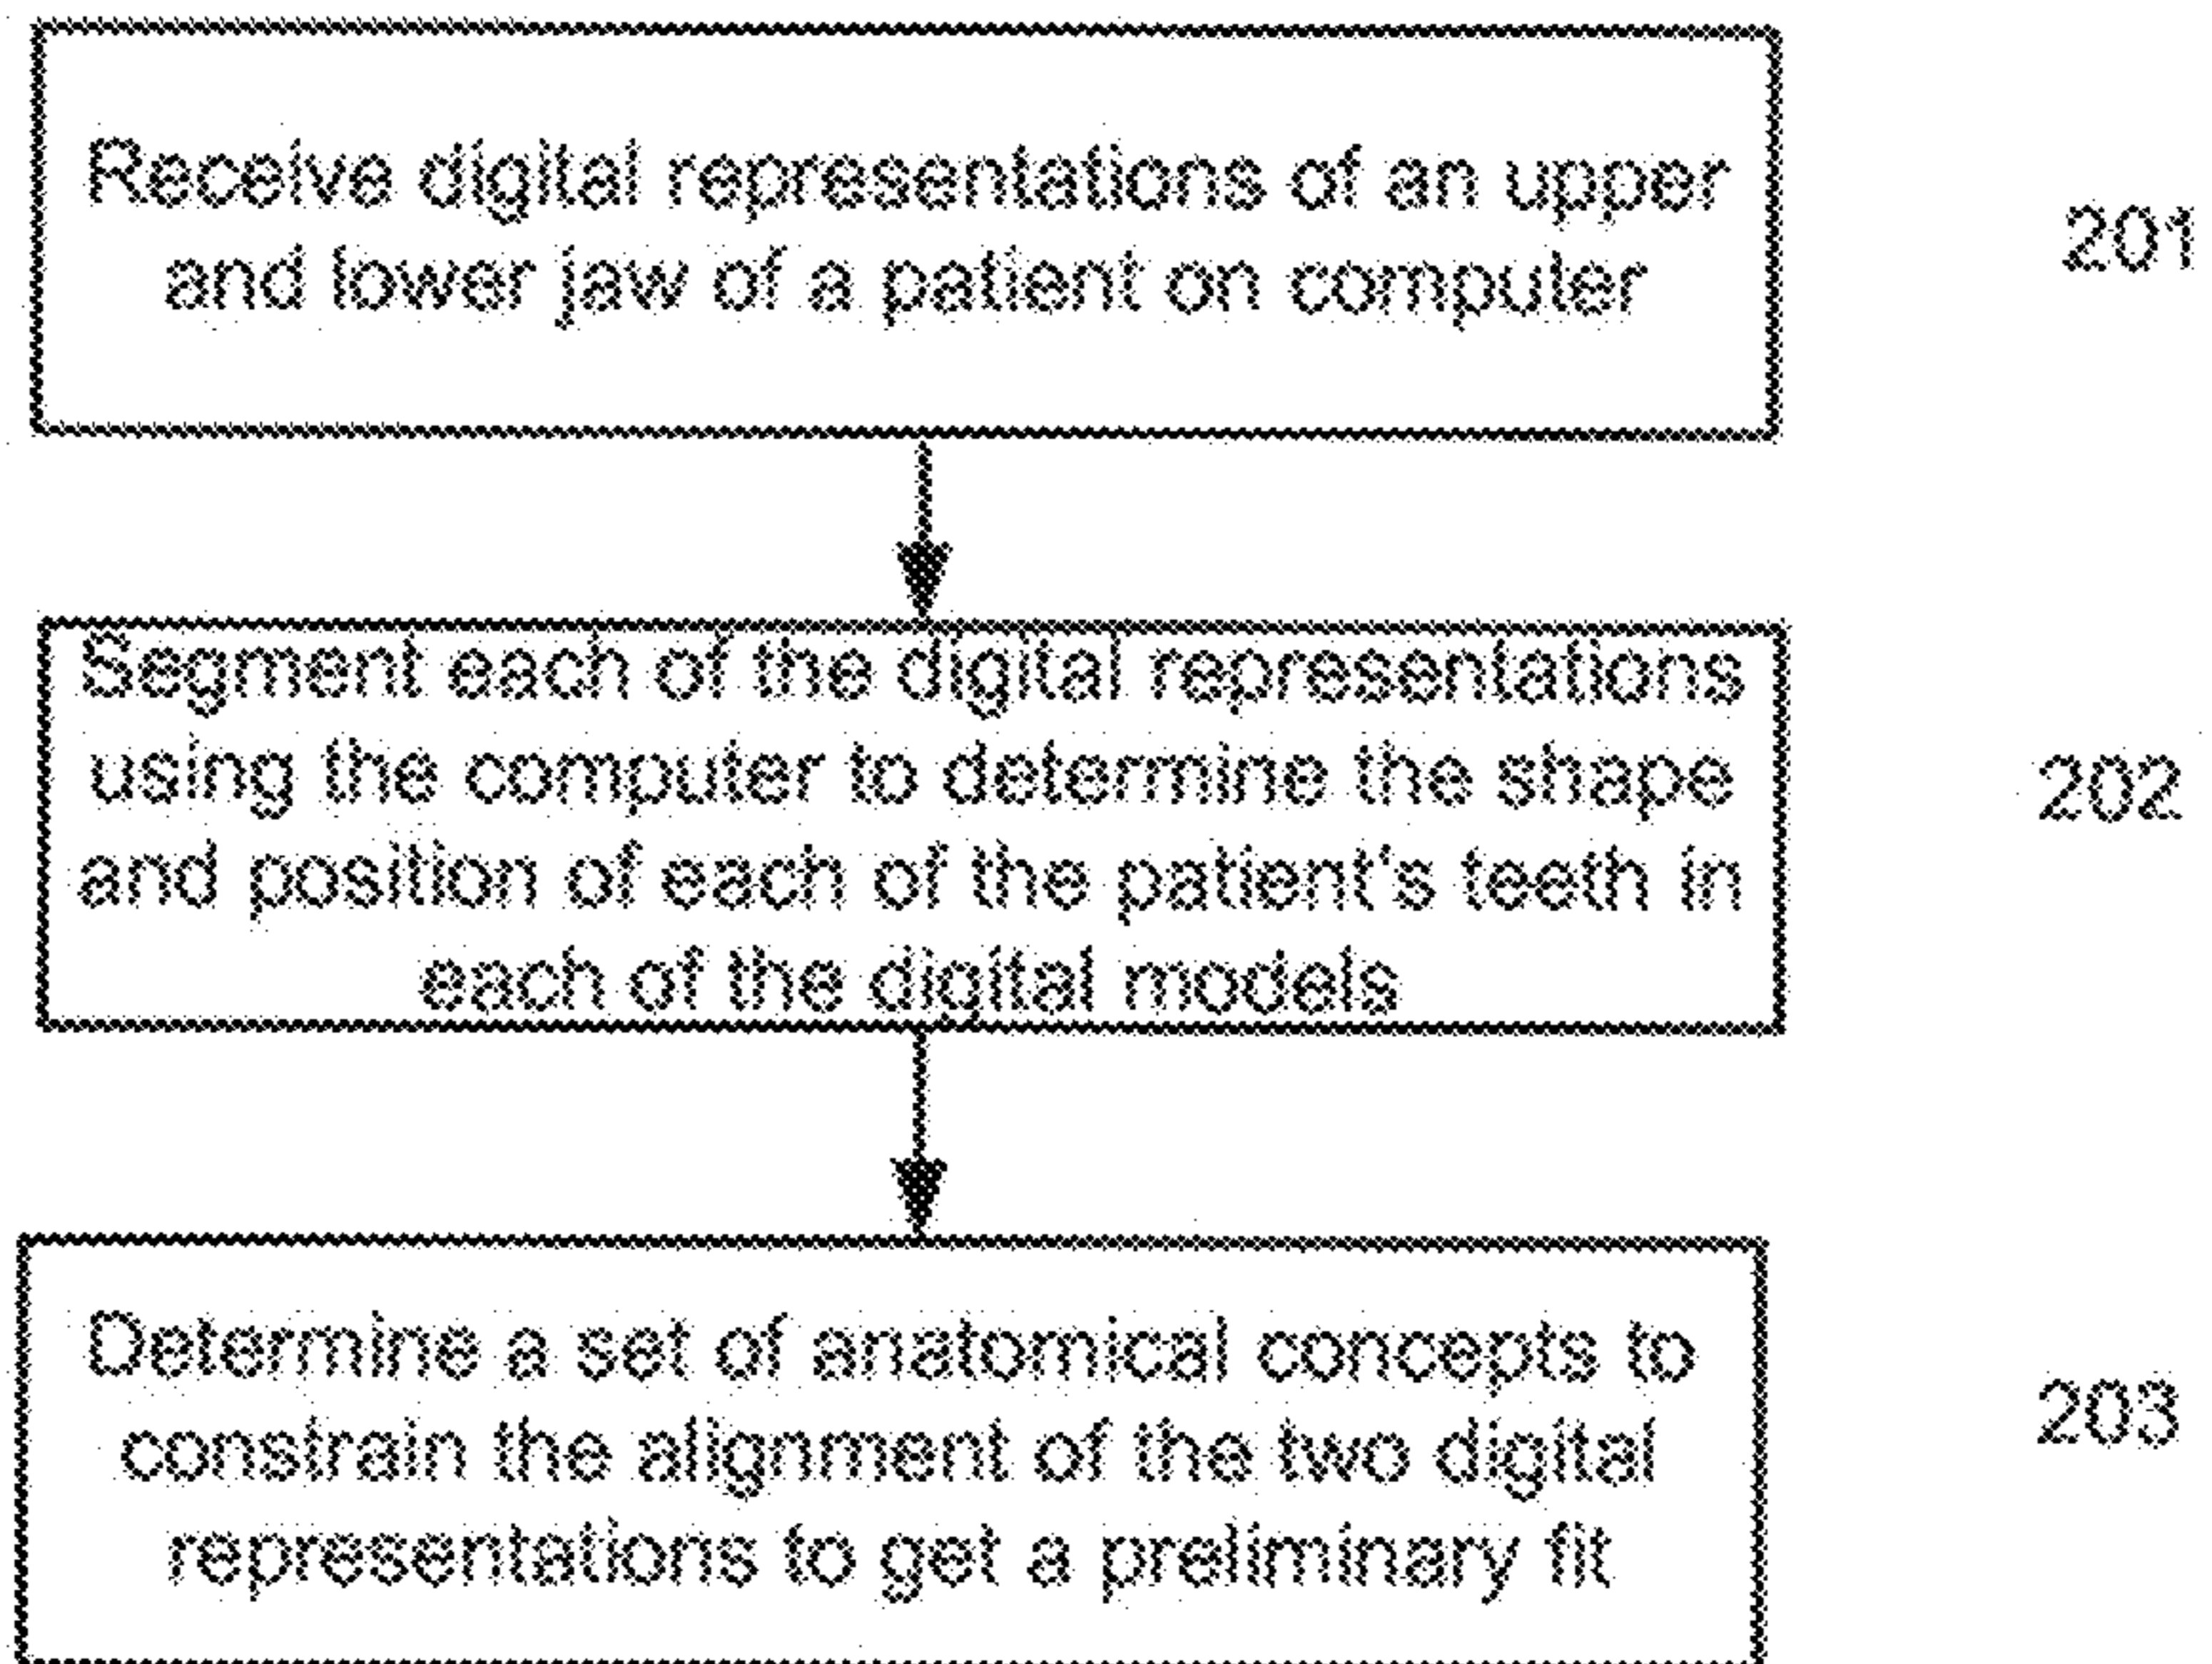 Receive digital representations of an upper
and lower jaw of a patient on computer
201
Segment each of the digital representations
using the computer to determine the shape
and position of each of the patient's teeth in
each of the digital models
202
Determine a set of anatomical concepts to
constrain the alignment of the two digital
representations to get a preliminary fit
203